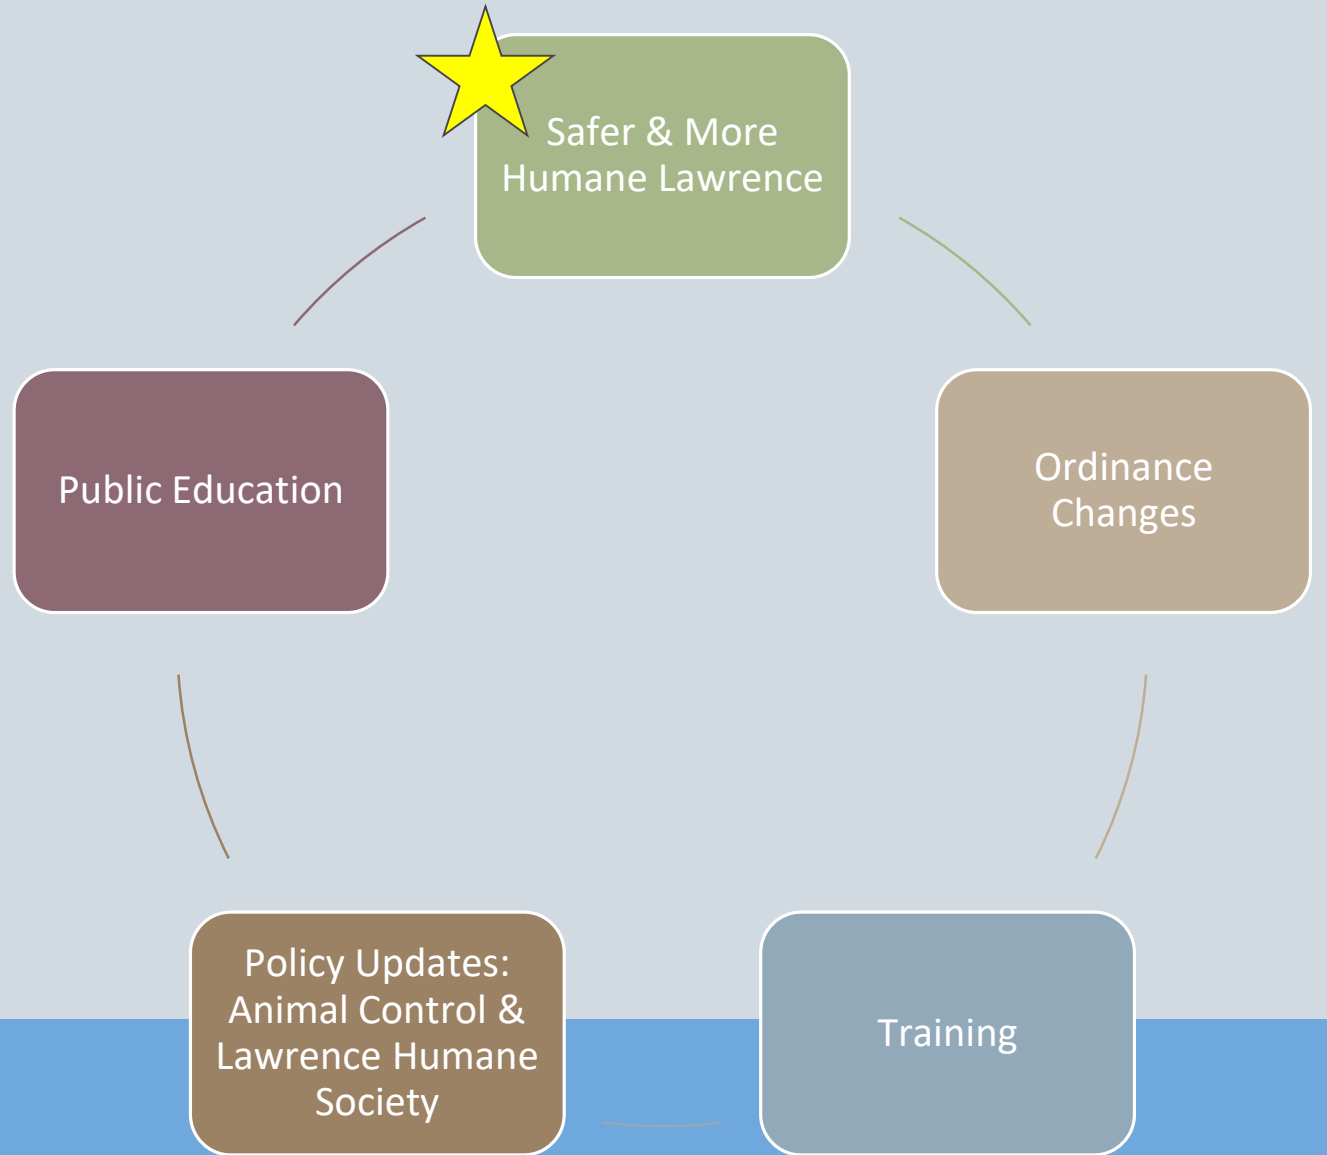 Safer & More
Humane Lawrence
Ordinance
Changes
Training
Policy Updates:
Animal Control &
Lawrence Humane
Society
Public Education